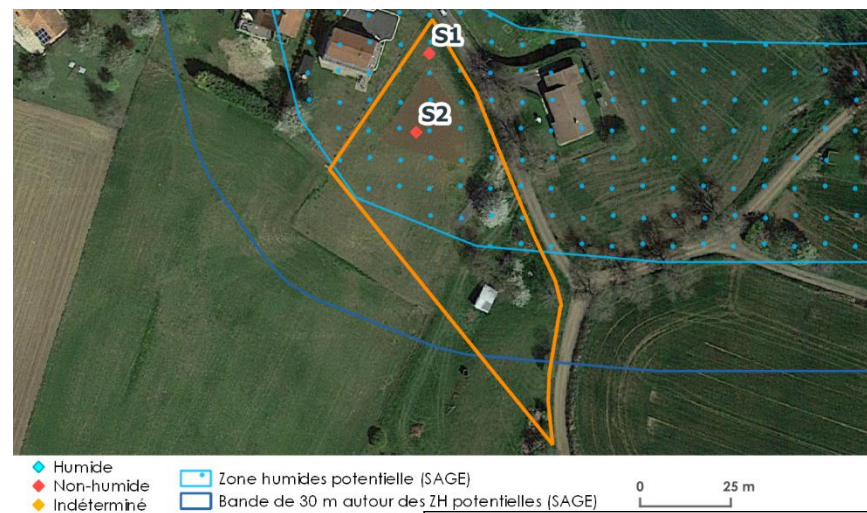 S1
S2
Humide
Non-humide
Indéterminé
Zone humides potentielle (SAGE)
Bande de 30 m autour des ZH potentielles (SAGE)
0 25 m